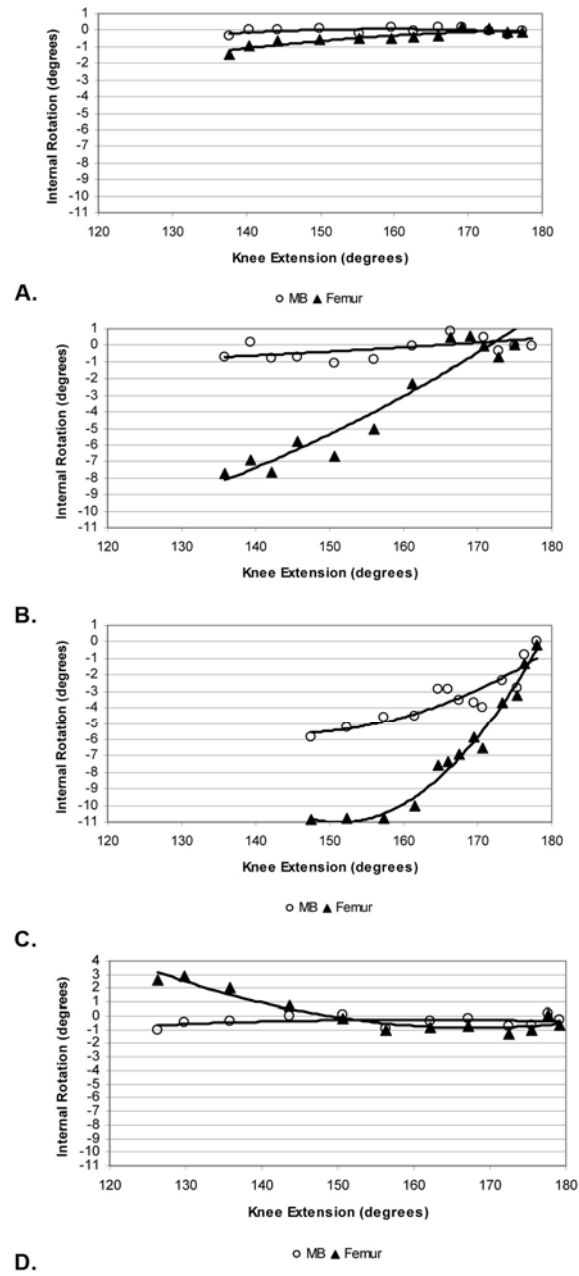 1
0
-1
-2
-3
-4
-5
-6
-7
-8
-9
-10
-11
Internal Rotation (degrees)
120 130 140 150 160 170 180
Knee Extension (degrees)
A.
○ MB ▲ Femur
1
0
-1
-2
-3
-4
-5
-6
-7
-8
-9
-10
-11
Internal Rotation (degrees)
120 130 140 150 160 170 180
Knee Extension (degrees)
B.
1
0
-1
-2
-3
-4
-5
-6
-7
-8
-9
-10
-11
Internal Rotation (degrees)
120 130 140 150 160 170 180
Knee Extension (degrees)
○ MB ▲ Femur
C.
4
3
2
1
0
-1
-2
-3
-4
-5
-6
-7
-8
-9
-10
-11
Internal Rotation (degrees)
120 130 140 150 160 170 180
Knee Extension (degrees)
○ MB ▲ Femur
D.